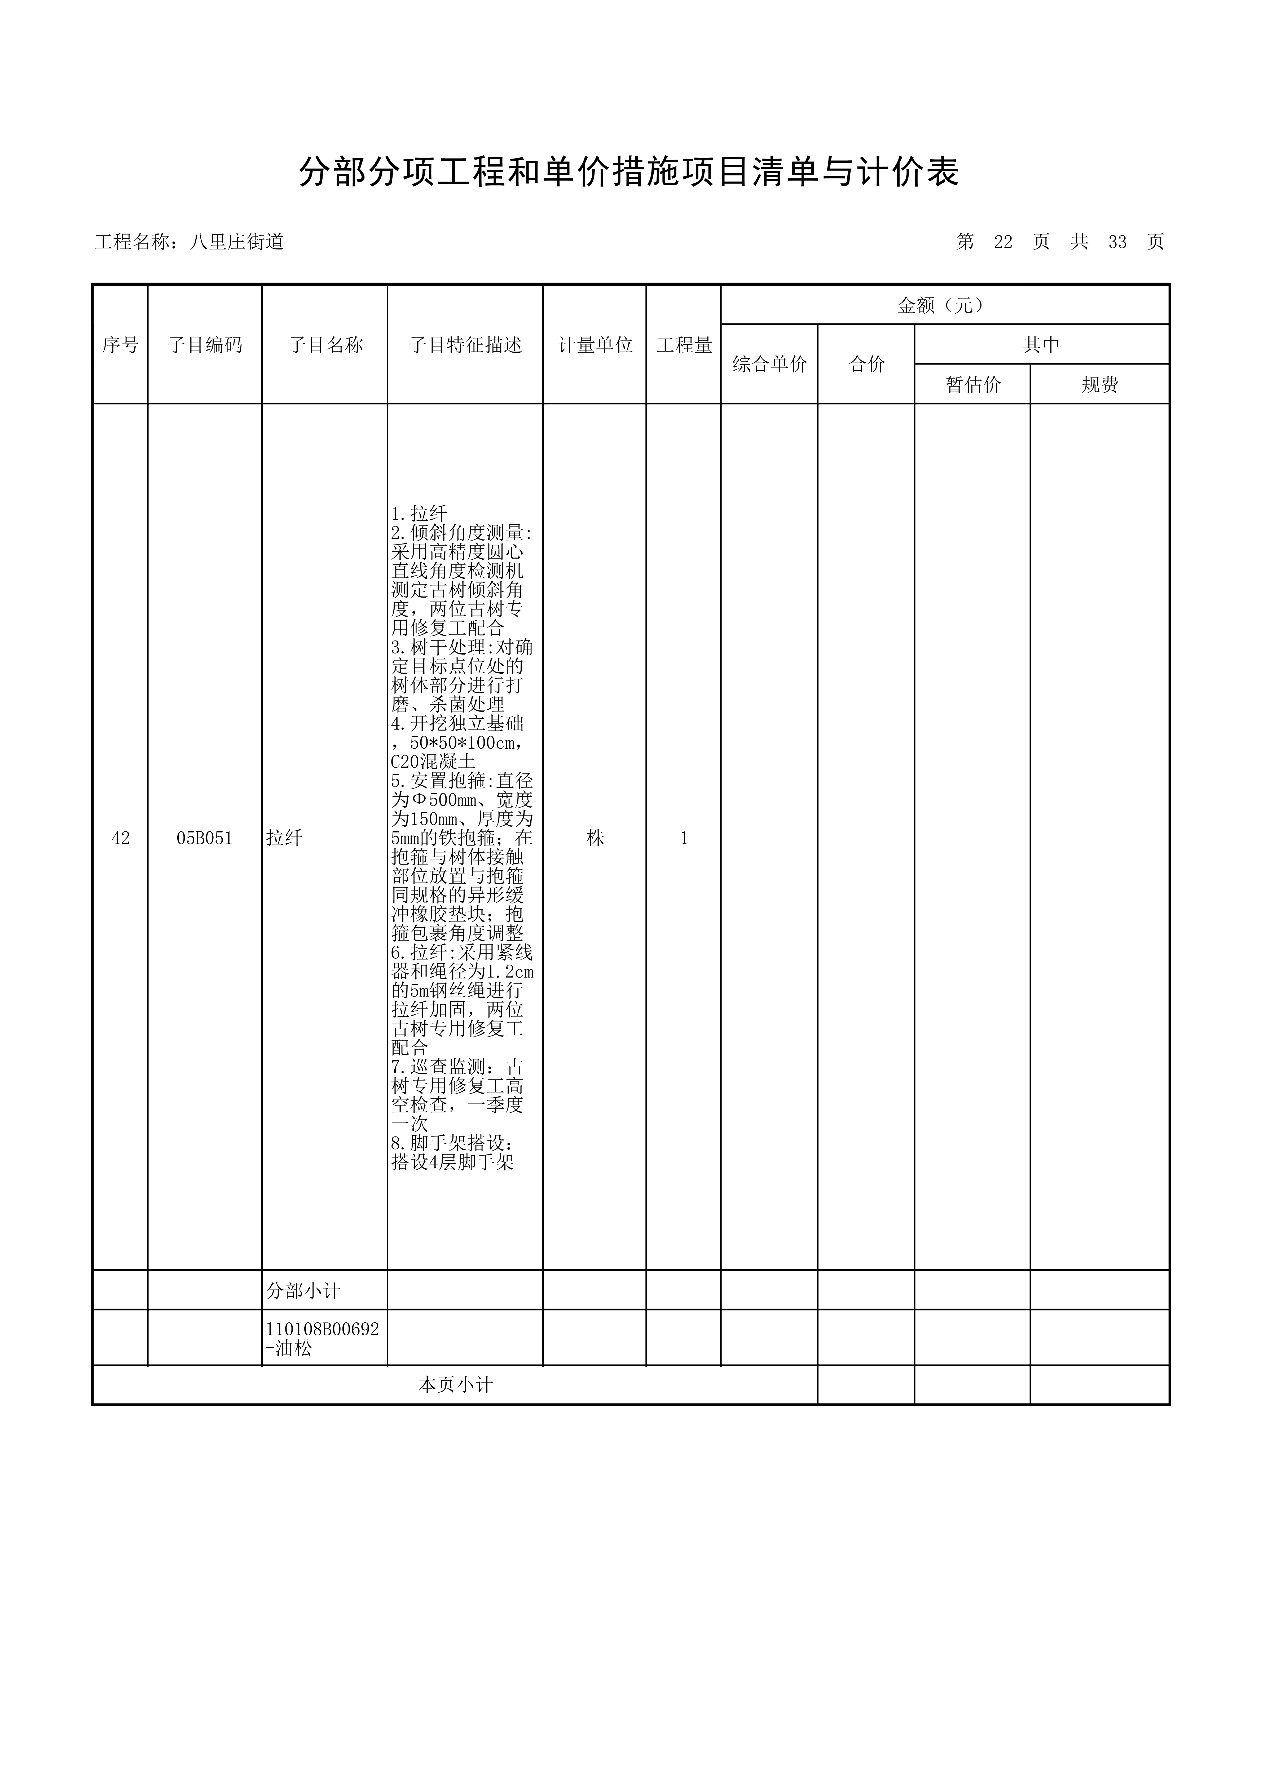 分部分项工程和单价措施项目清单与计价表
工程名称：八里庄街道
第 22 页 共 33 页
序号 子目编码 子目名称 子目特征描述 计量单位 工程量 金额（元）
综合单价 合价 其中
暂估价 规费
42 05B051 拉纤
1.拉纤
2.倾斜角度测量:
采用高精度圆心
直线角度检测机
测定古树倾斜角
度，两位古树专
用修复工配合
3.树干处理:对确
定目标点位处的
树体部分进行打
磨、杀菌处理
4.开挖独立基础
，50*50*100cm，
C20混凝土
5.安置抱箍:直径
为Φ500mm、宽度
为150mm、厚度为
5mm的铁抱箍；在
抱箍与树体接触
部位放置与抱箍
同规格的异形缓
冲橡胶垫块；抱
箍包裹角度调整
6.拉纤:采用紧线
器和绳径为1.2cm
的5m钢丝绳进行
拉纤加固，两位
古树专用修复工
配合
7.巡查监测：古
树专用修复工高
空检查，一季度
一次
8.脚手架搭设：
搭设4层脚手架
株 1
分部小计
110108B00692
-油松
本页小计